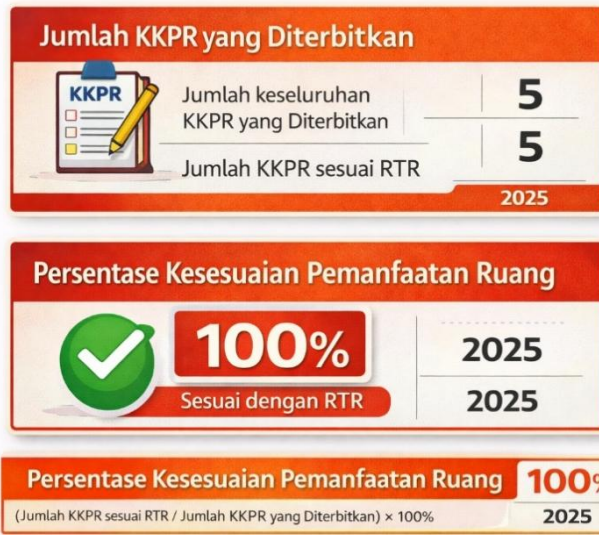 Jumlah KKPR yang Diterbitkan
KKPR
Jumlah keseluruhan
KKPR yang Diterbitkan
5
Jumlah KKPR sesuai RTR
5
2025
Persentase Kesesuaian Pemanfaatan Ruang
100%
Sesuai dengan RTR
2025
2025
Persentase Kesesuaian Pemanfaatan Ruang
100%
(Jumlah KKPR sesuai RTR / Jumlah KKPR yang Diterbitkan) × 100%
2025